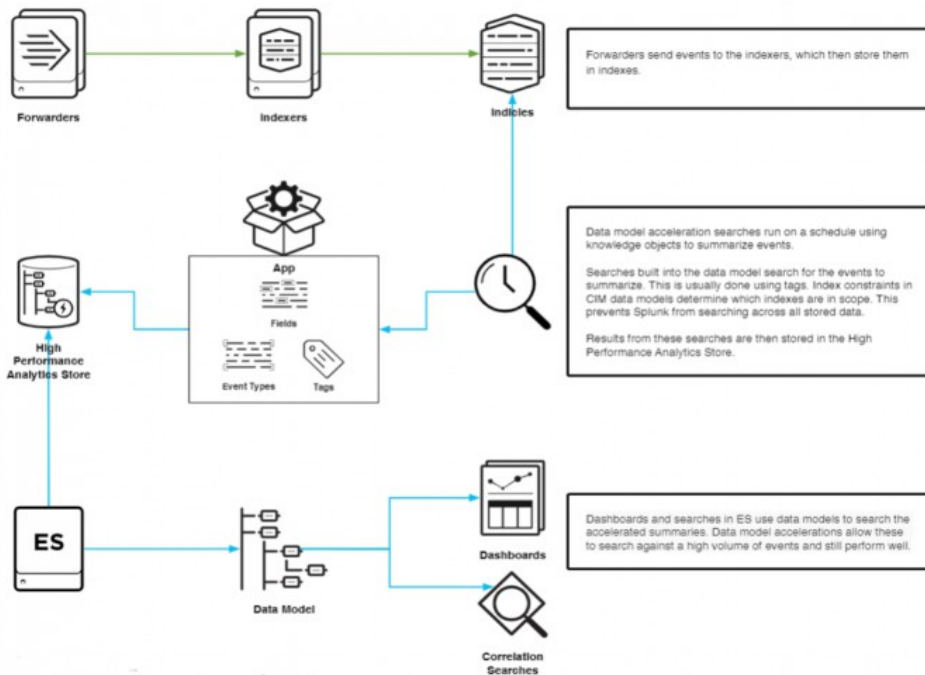 Forwarders
Indexers
Indicies
Forwarders send events to the indexers, which then store them
in indexes.
App
Fields
Event Types
Tags
High
Performance
Analytics Store
Data model acceleration searches run on a schedule using
knowledge objects to summarize events.
Searches built into the data model search for the events to
summarize. This is usually done using tags. Index constraints in
CIM data models determine which indexes are in scope. This
prevents Splunk from searching across all stored data.
Results from these searches are then stored in the High
Performance Analytics Store.
ES
Data Model
Dashboards
Correlation
Searches
Dashboards and searches in ES use data models to search the
accelerated summaries. Data model accelerations allow these
to search against a high volume of events and still perform well.